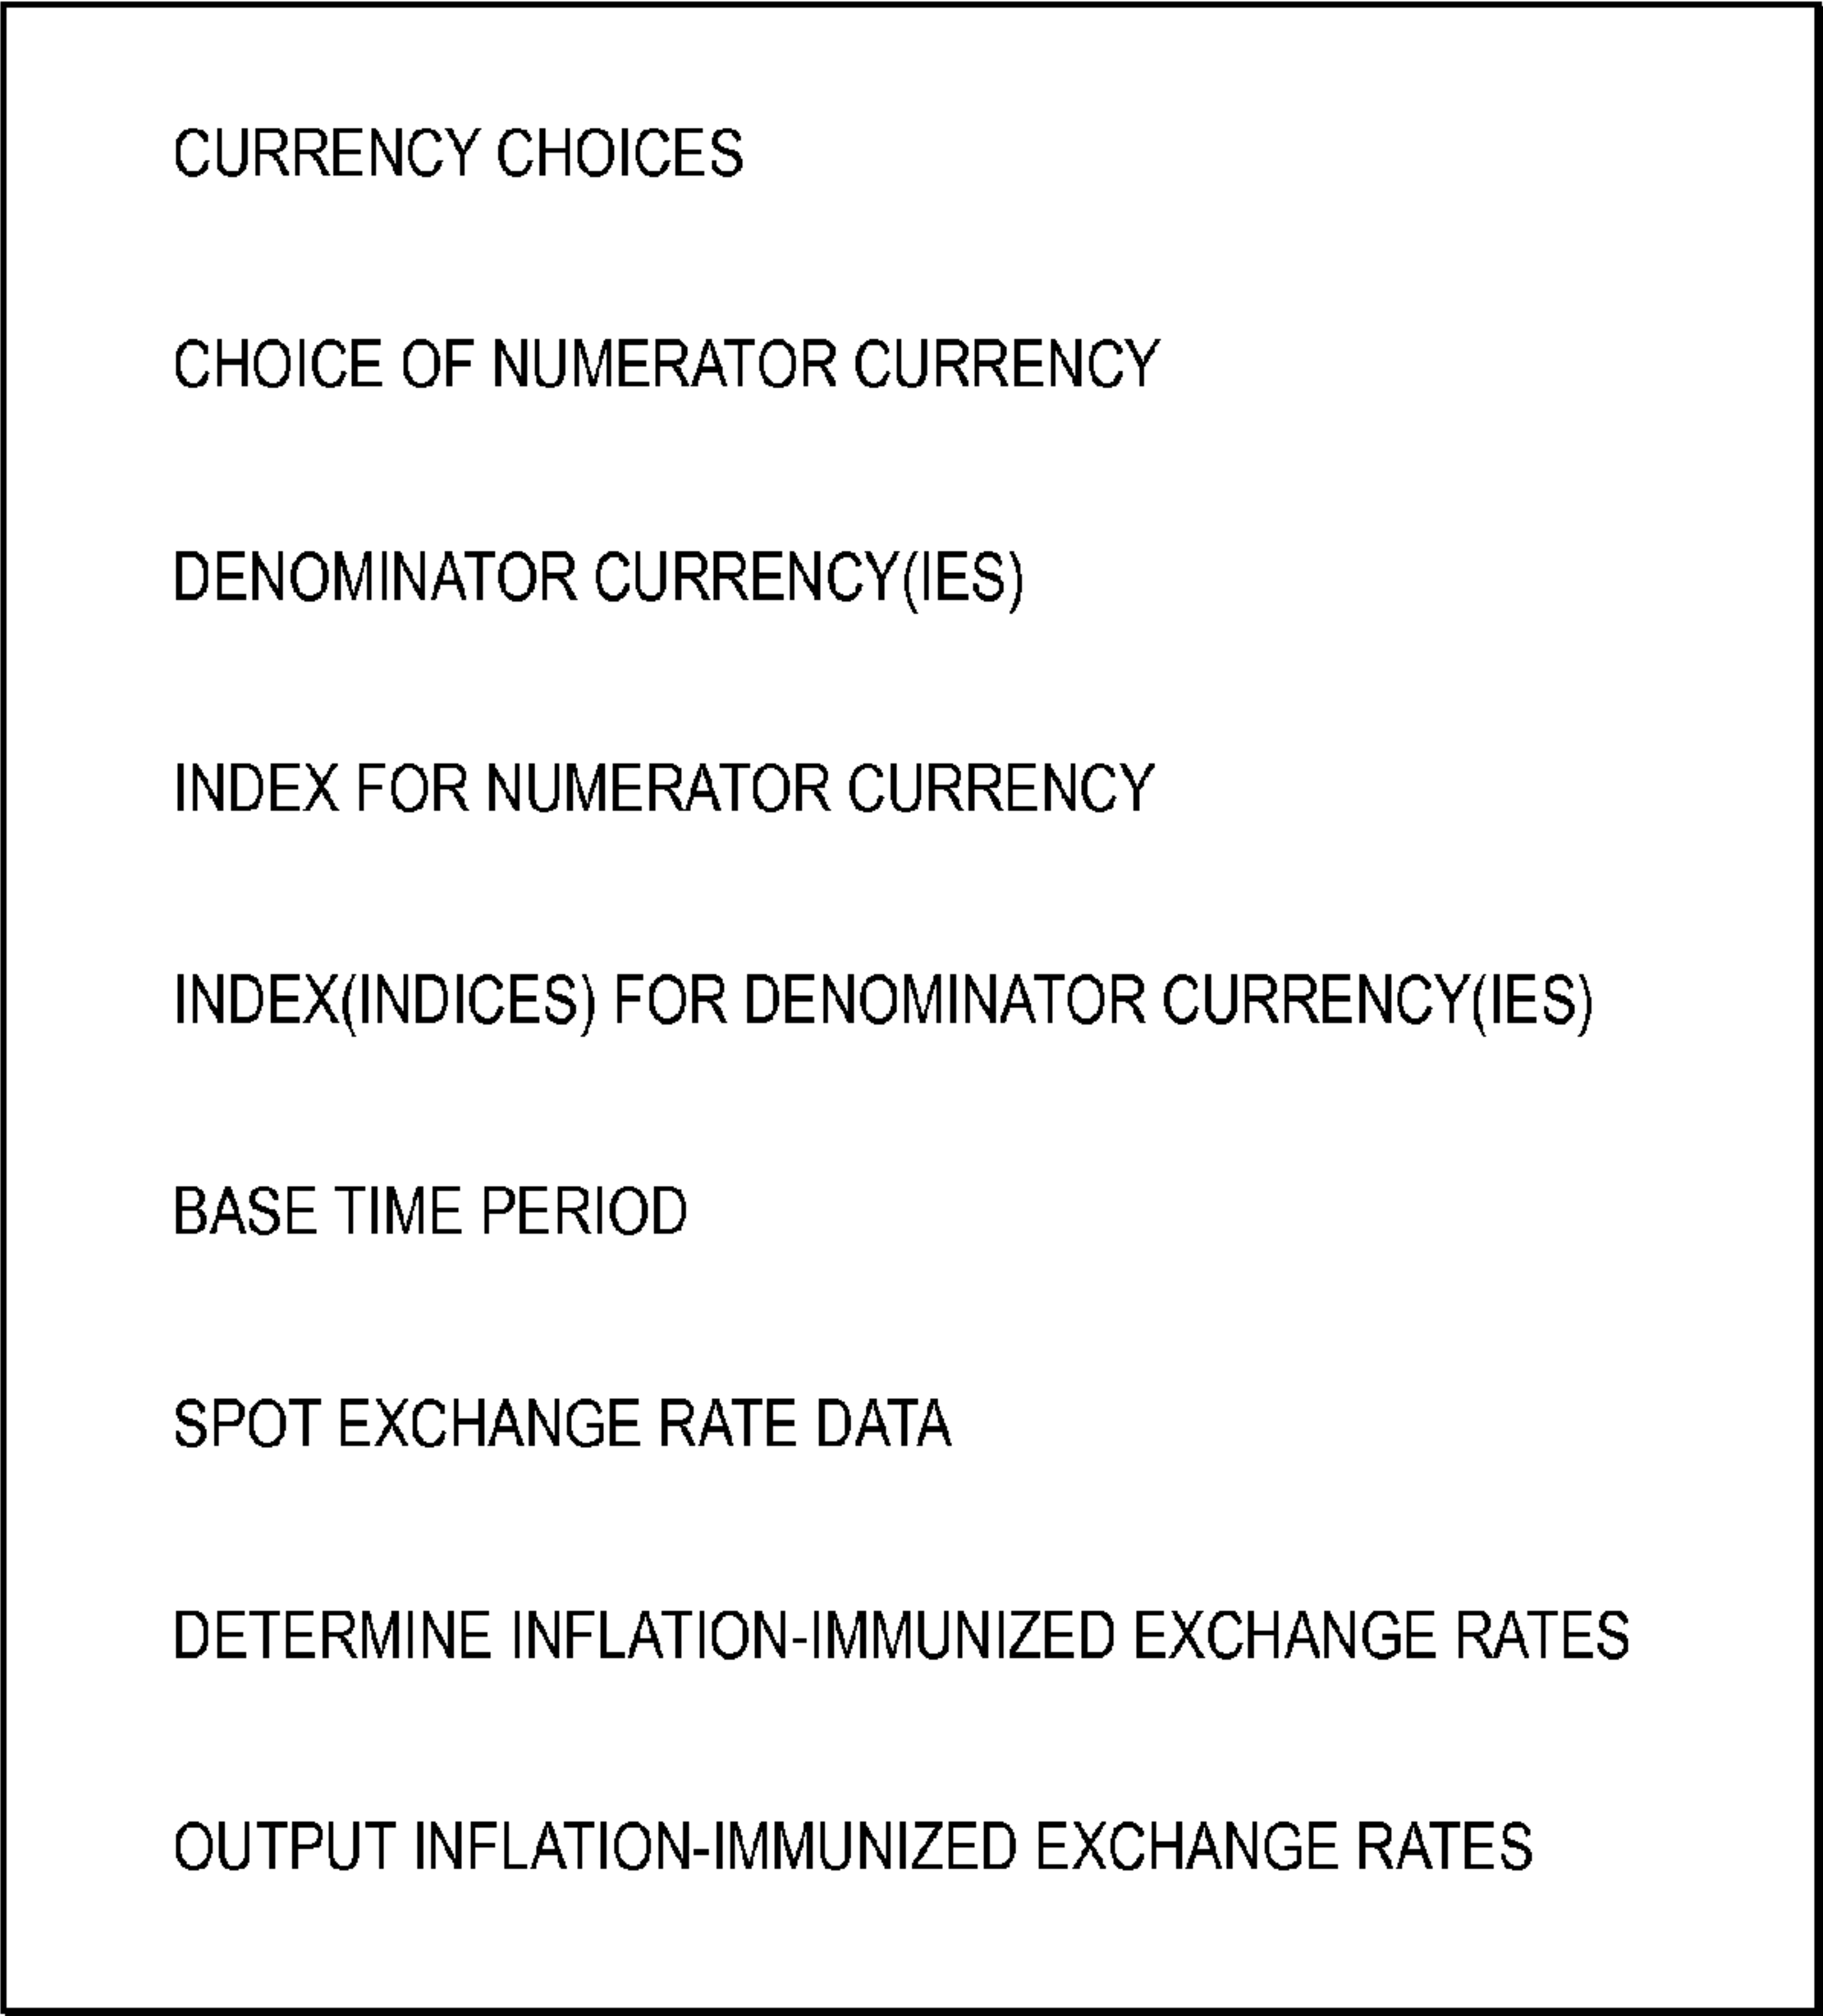 CURRENCY CHOICES
CHOICE OF NUMERATOR CURRENCY
DENOMINATOR CURRENCY(IES)
INDEX FOR NUMERATOR CURRENCY
INDEX(INDICES) FOR DENOMINATOR CURRENCY(IES)
BASE TIME PERIOD
SPOT EXCHANGE RATE DATA
DETERMINE INFLATION-IMMUNIZED EXCHANGE RATES
OUTPUT INFLATION-IMMUNIZED EXCHANGE RATES